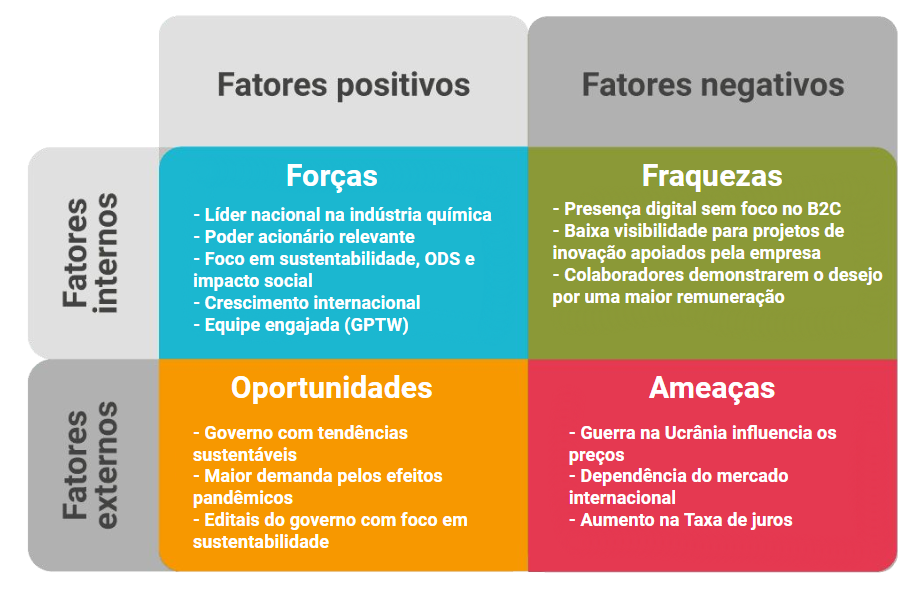 Fatores positivos
Fatores negativos
Fatores
internos
Forças
- Líder nacional na indústria química
- Poder acionário relevante
- Foco em sustentabilidade, ODS e
impacto social
- Crescimento internacional
- Equipe engajada (GPTW)
Fraquezas
- Presença digital sem foco no B2C
- Baixa visibilidade para projetos de
inovação apoiados pela empresa
- Colaboradores demonstrarem o desejo
por uma maior remuneração
Fatores
externos
Oportunidades
- Governo com tendências
sustentáveis
- Maior demanda pelos efeitos
pandêmicos
- Editais do governo com foco em
sustentabilidade
Ameaças
- Guerra na Ucrânia influencia os
preços
- Dependência do mercado
internacional
- Aumento na Taxa de juros